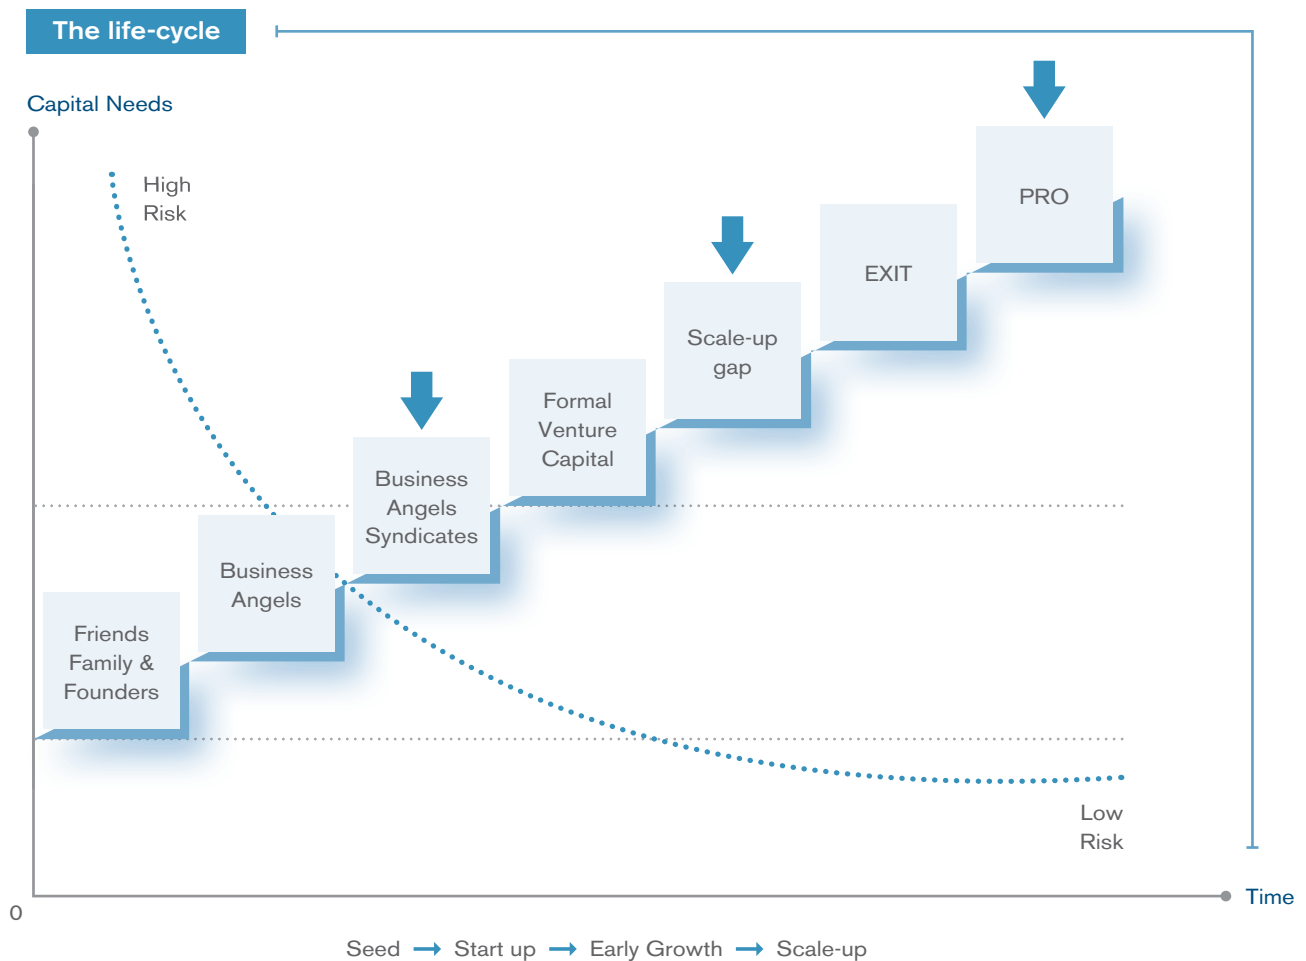 The life-cycle
Capital Needs
High
Risk
PRO
EXIT
Scale-up
gap
Formal
Venture
Capital
Business
Angels
Syndicates
Business
Angels
Friends
Family &
Founders
Low
Risk
0
Time
Seed Start up Early Growth Scale-up